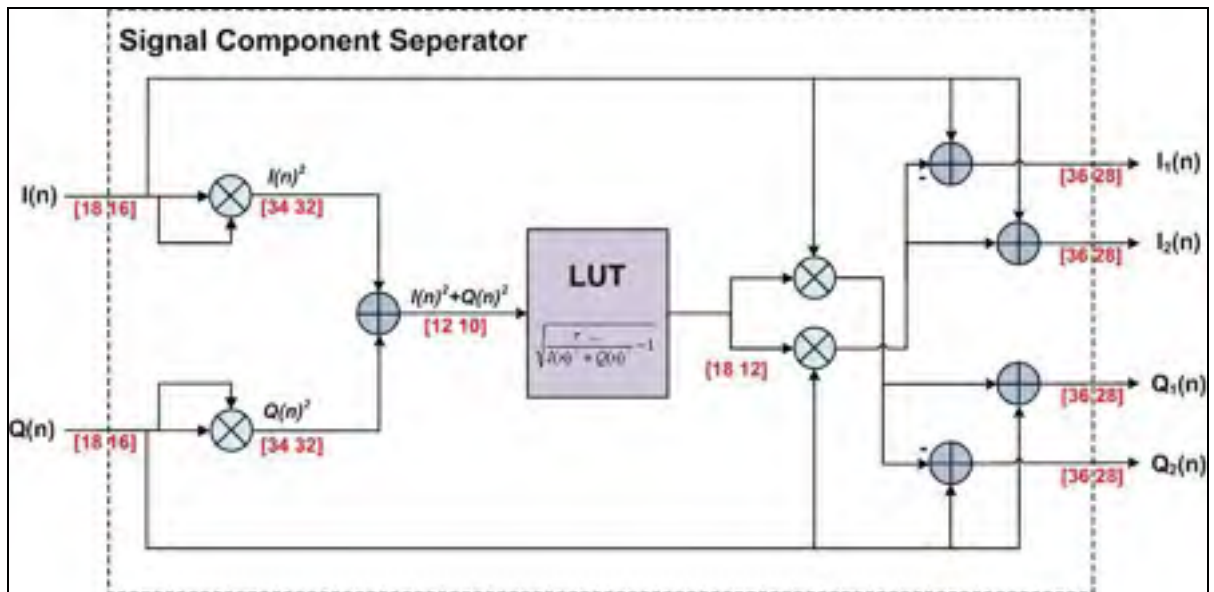 Signal Component Seperator
I(n)
[18 16]
I(n)²
[34 32]
I(n)²+Q(n)²
[12 10]
LUT
[18 12]
Q(n)
[18 16]
Q(n)²
[34 32]
-
I₁(n)
[36 28]
I₂(n)
[36 28]
Q₁(n)
[36 28]
-
Q₂(n)
[36 28]